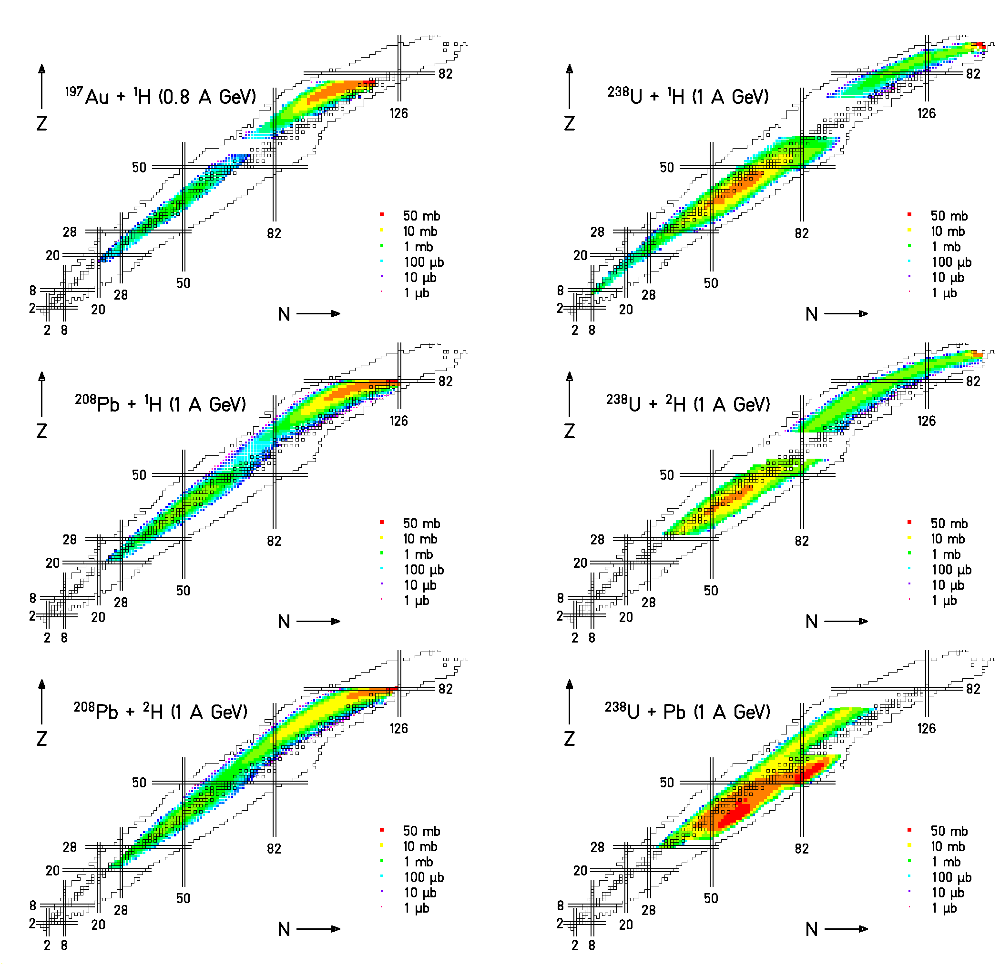 82
¹⁹⁷Au + ¹H (0.8 A GeV)
Z
126
50
50 mb
28
82
10 mb
1 mb
20
100 µb
50
10 µb
8
28
1 µb
2
20
N
2
8
82
²³⁸U + ¹H (1 A GeV)
Z
126
50
50 mb
28
82
10 mb
1 mb
20
100 µb
50
10 µb
8
28
1 µb
2
20
N
2
8
82
²⁰⁸Pb + ¹H (1 A GeV)
Z
126
50
50 mb
28
82
10 mb
1 mb
20
100 µb
50
10 µb
8
28
1 µb
2
20
N
2
8
82
²³⁸U + ²H (1 A GeV)
Z
126
50
50 mb
28
82
10 mb
1 mb
20
100 µb
50
10 µb
8
28
1 µb
2
20
N
2
8
82
²⁰⁸Pb + ²H (1 A GeV)
Z
126
50
50 mb
28
82
10 mb
1 mb
20
100 µb
50
10 µb
8
28
1 µb
2
20
N
2
8
82
²³⁸U + Pb (1 A GeV)
Z
126
50
50 mb
28
82
10 mb
1 mb
20
100 µb
50
10 µb
8
28
1 µb
2
20
N
2
8